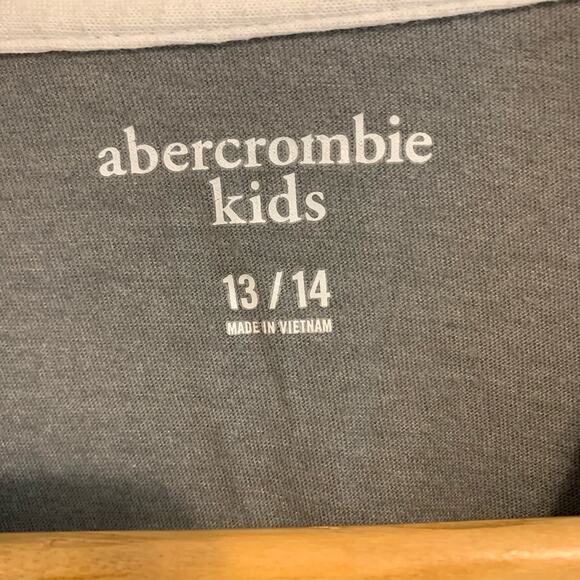 abercrombie
kids
13 / 14
MADE IN VIETNAM